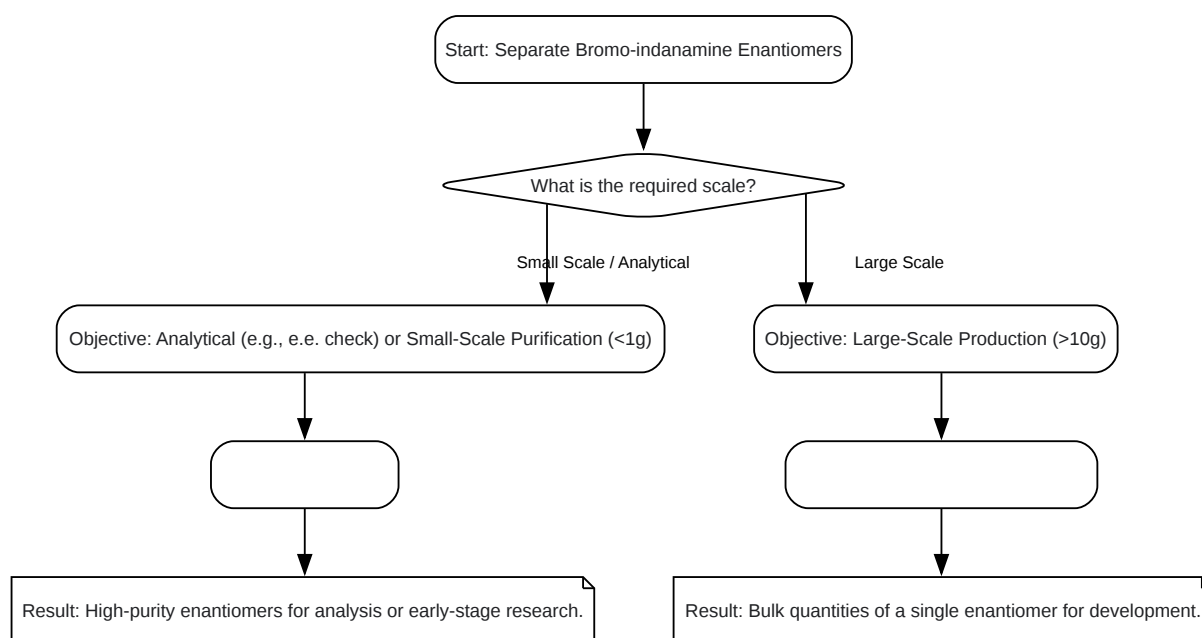 Start: Separate Bromo-indanamine Enantiomers
What is the required scale?
Small Scale / Analytical
Large Scale
Objective: Analytical (e.g., e.e. check) or Small-Scale Purification (<1g)
Objective: Large-Scale Production (>10g)
Result: High-purity enantiomers for analysis or early-stage research.
Result: Bulk quantities of a single enantiomer for development.